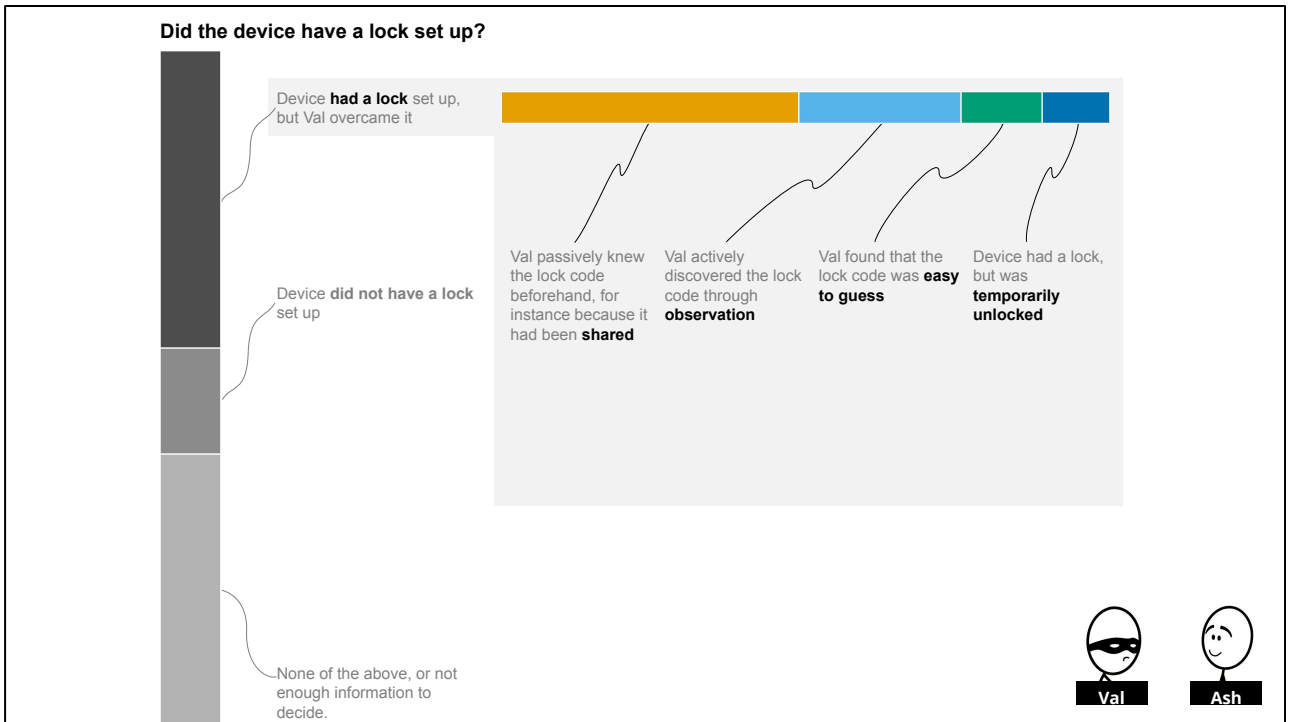 Did the device have a lock set up?
Device had a lock set up,
but Val overcame it
Val passively knew
the lock code
beforehand, for
instance because it
had been shared
Val actively
discovered the lock
code through
observation
Val found that the
lock code was easy
to guess
Device had a lock,
but was
temporarily
unlocked
Device did not have a lock
set up
None of the above, or not
enough information to
decide.
Val
Ash